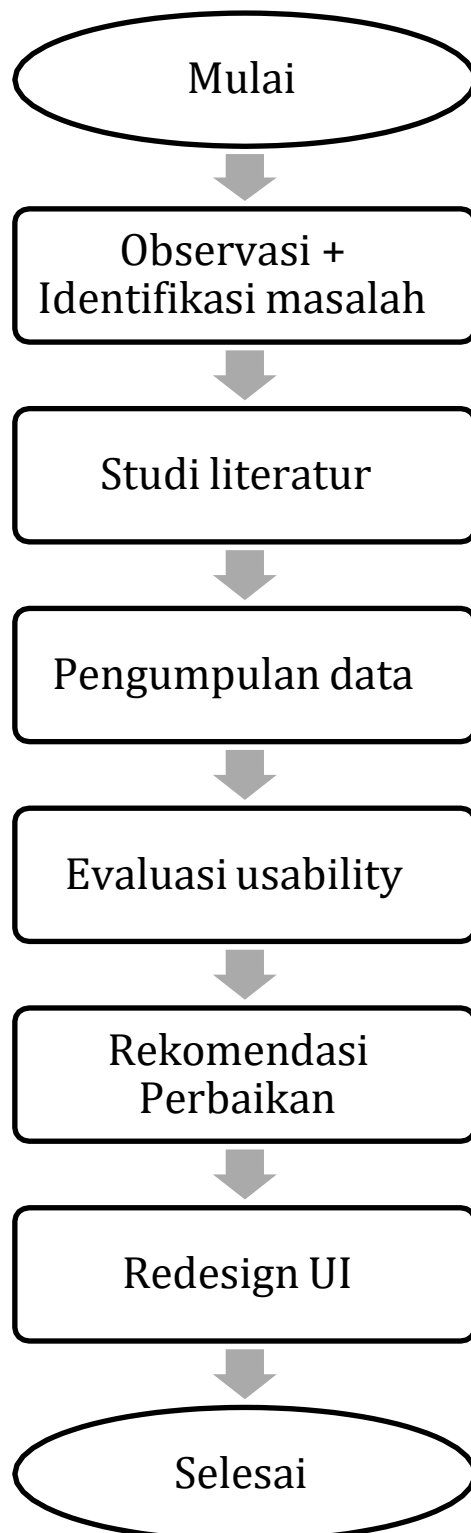 Mulai
Observasi +
Identifikasi masalah
Studi literatur
Pengumpulan data
Evaluasi usability
Rekomendasi
Perbaikan
Redesign UI
Selesai